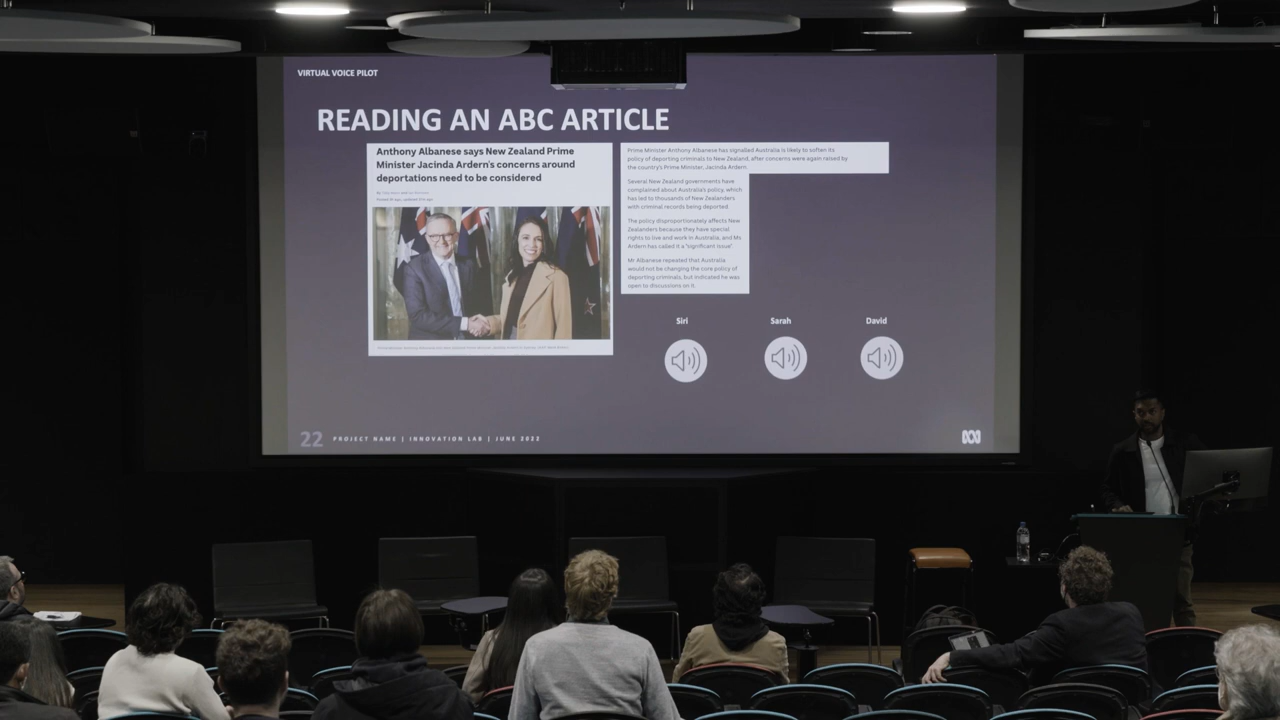 VIRTUAL VOICE PILOT
READING AN ABC ARTICLE
Anthony Albanese says New Zealand Prime
Minister Jacinda Ardern's concerns around
deportations need to be considered
Prime Minister Anthony Albanese has signalled Australia is likely to soften its
policy of deporting criminals to New Zealand, after concerns were again raised by
the country's Prime Minister, Jacinda Ardern.
Several New Zealand governments have
complained about Australia's policy, which
has led to thousands of New Zealanders
with criminal records being deported
The policy disproportionately affects New
Zealanders because they have special
rights to live and work in Australia, and Ms
Ardern has called it a "significant issue".
Mr Albanese repeated that Australia
would not be changing the core policy of
deporting criminals, but indicated he was
open to discussions on it.
Siri
Sarah
David
22
PROJECT NAME | INNOVATION LAB | JUNE 2022